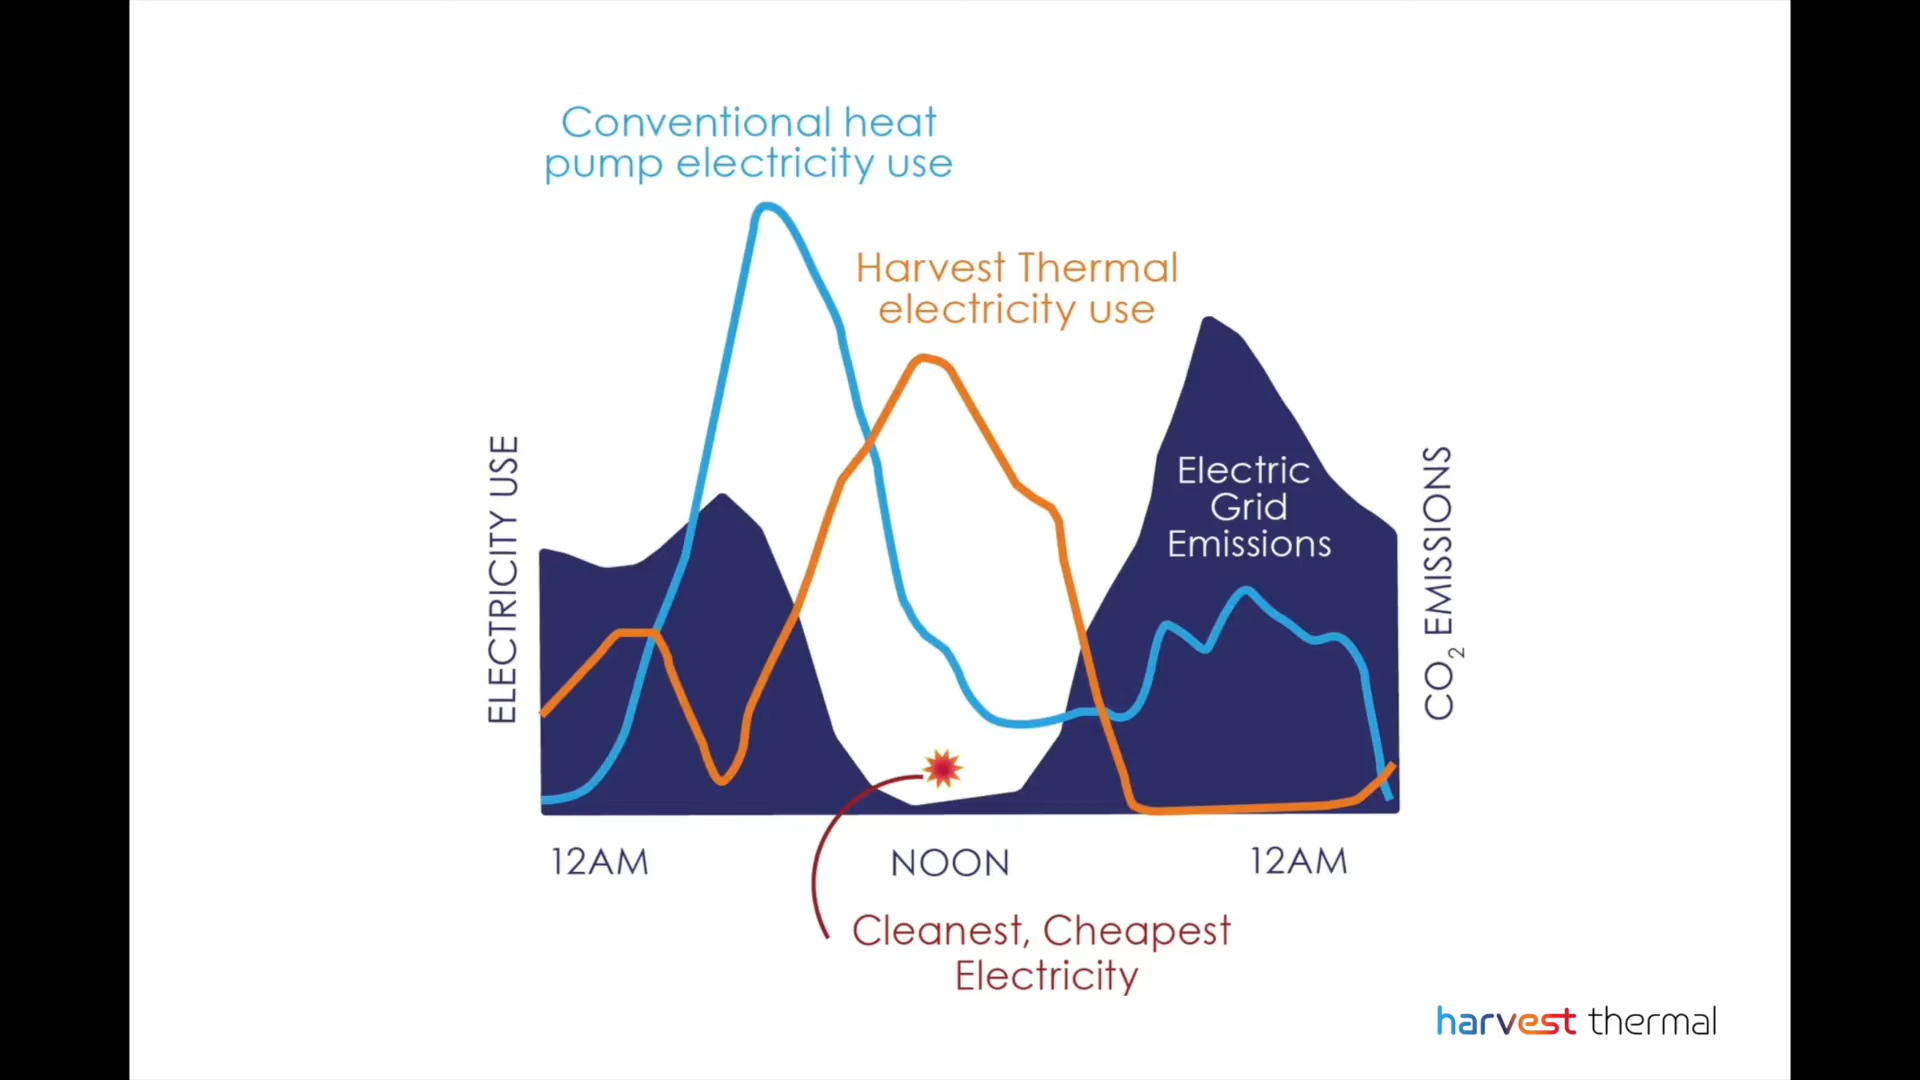 Conventional heat
pump electricity use
Harvest Thermal
electricity use
ELECTRICITY USE
Electric
Grid
Emissions
CO₂ EMISSIONS
12AM
NOON
12AM
Cleanest, Cheapest
Electricity
harvest thermal